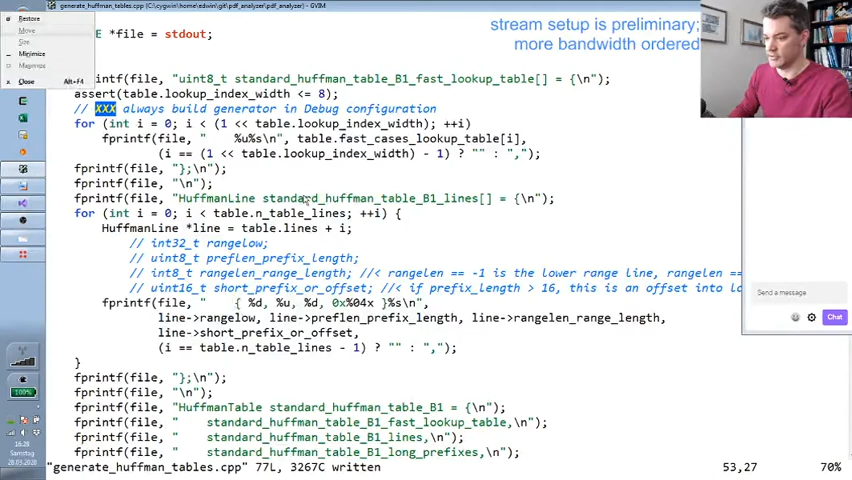 generate_huffman_tables.cpp (C:\cygwin\home\edwin\git\pdf_analyzer\pdf_analyzer) - GVIM
Restore
Move
Size
Minimize
Maximize
Close Alt+F4
E *file = stdout;
stream setup is preliminary;
more bandwidth ordered
fprintf(file, "uint8_t standard_huffman_table_B1_fast_lookup_table[] = {\n");
assert(table.lookup_index_width <= 8);
// XXX always build generator in Debug configuration
for (int i = 0; i < (1 << table.lookup_index_width); ++i)
fprintf(file, "    %u%s\n", table.fast_cases_lookup_table[i],
(i == (1 << table.lookup_index_width) - 1) ? "" : ",");
fprintf(file, "};\n");
fprintf(file, "\n");
fprintf(file, "HuffmanLine standard_huffman_table_B1_lines[] = {\n");
for (int i = 0; i < table.n_table_lines; ++i) {
HuffmanLine *line = table.lines + i;
// int32_t rangelow;
// uint8_t preflen_prefix_length;
// int8_t rangelen_range_length; //< rangelen == -1 is the lower range line, rangelen
// uint16_t short_prefix_or_offset; //< if prefix_length > 16, this is an offset into
fprintf(file, "    { %d, %u, %d, 0x%04x }%s\n",
line->rangelow, line->preflen_prefix_length, line->rangelen_range_length,
line->short_prefix_or_offset,
(i == table.n_table_lines - 1) ? "" : ",");
}
fprintf(file, "};\n");
fprintf(file, "\n");
fprintf(file, "HuffmanTable standard_huffman_table_B1 = {\n");
fprintf(file, "    standard_huffman_table_B1_fast_lookup_table,\n");
fprintf(file, "    standard_huffman_table_B1_lines,\n");
fprintf(file, "    standard_huffman_table_B1_long_prefixes,\n");
"generate_huffman_tables.cpp" 77L, 3267C written 53,27 70%
Send a message
Chat
100%
16:28
Samstag
28.03.2020